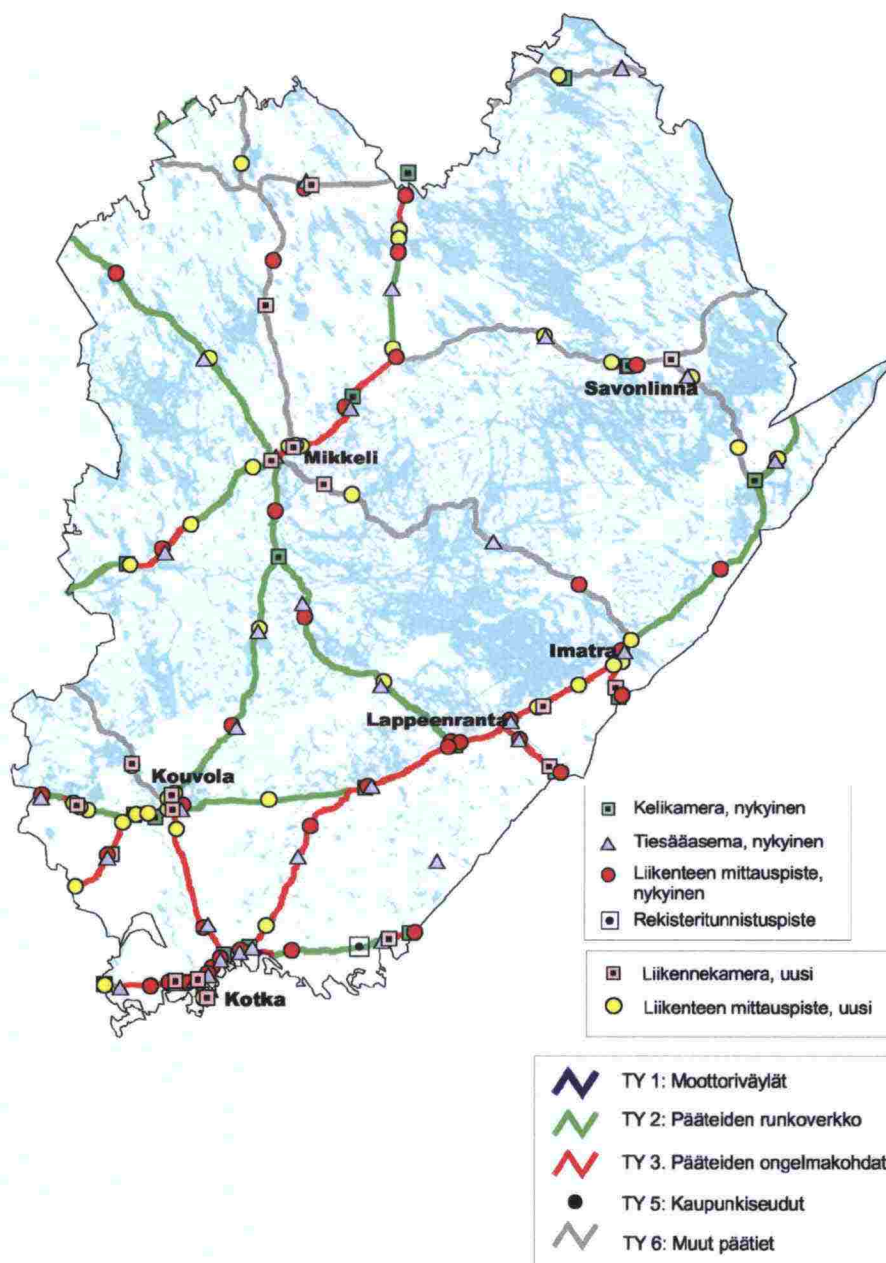 Savonlinna
Mikkeli
Imatra
Lappeenranta
Kouvola
Kotka
Kelikamera, nykyinen
Tiesääasema, nykyinen
Liikenteen mittauspiste,
nykyinen
Rekisteritunnistuspiste
Liikennekamera, uusi
Liikenteen mittauspiste, uusi
TY 1: Moottoriväylät
TY 2: Pääteiden runkoverkko
TY 3. Pääteiden ongelmakohdat
TY 5: Kaupunkiseudut
TY 6: Muut päätiet